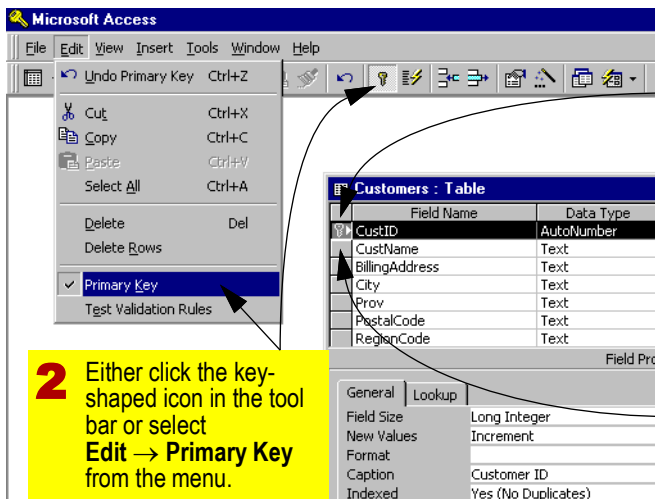 Microsoft Access
File Edit View Insert Tools Window Help
Undo Primary Key Ctrl+Z
Cut Ctrl+X
Copy Ctrl+C
Paste Ctrl+V
Select All Ctrl+A
Delete Del
Delete Rows
Primary Key
Test Validation Rules
Customers : Table
Field Name Data Type
CustID AutoNumber
CustName Text
BillingAddress Text
City Text
Prov Text
PostalCode Text
RegionCode Text
Field Pro
General Lookup
Field Size Long Integer
New Values Increment
Format
Caption Customer ID
Indexed Yes (No Duplicates)
2 Either click the key-
shaped icon in the tool
bar or select
Edit → Primary Key
from the menu.